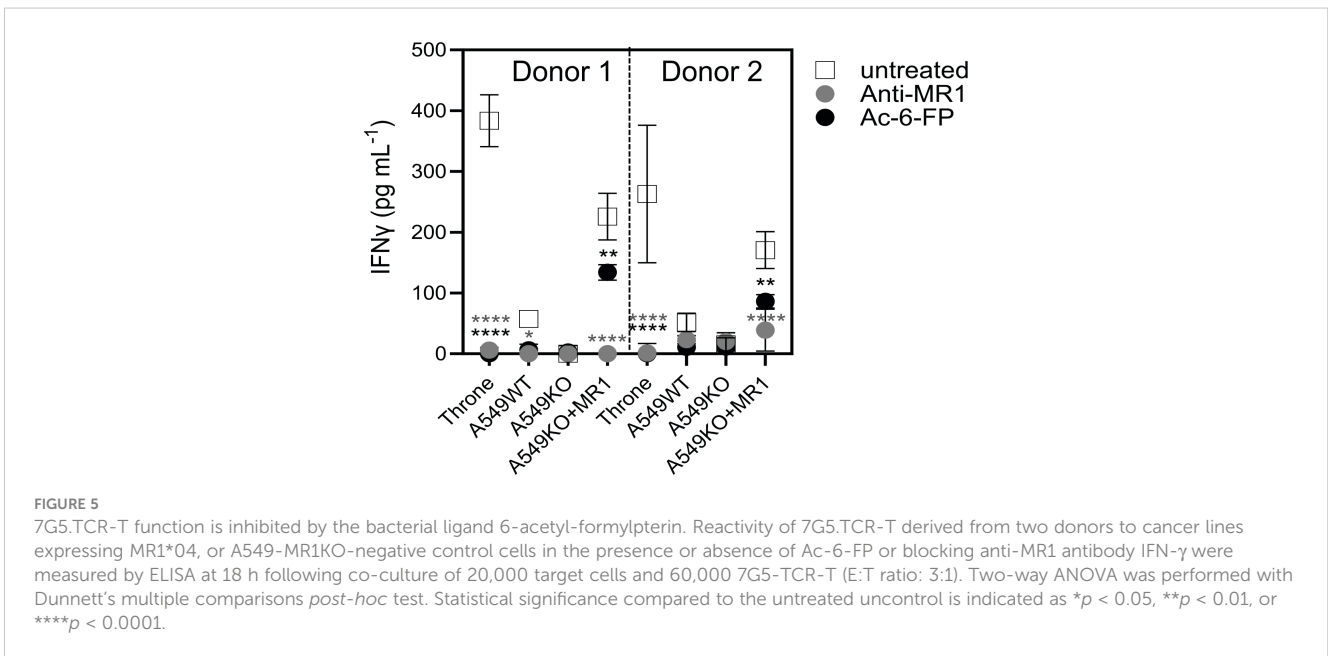 500
400
300
200
100
0
IFNγ (pg mL-1)
Donor 1
Donor 2
untreated
Anti-MR1
Ac-6-FP
**
**
****
****
*
****
****
****
****
Throne
A549WT
A549KO
A549KO+MR1
Throne
A549WT
A549KO
A549KO+MR1
FIGURE 5
7G5.TCR-T function is inhibited by the bacterial ligand 6-acetyl-formylpterin. Reactivity of 7G5.TCR-T derived from two donors to cancer lines
expressing MR1*04, or A549-MR1KO-negative control cells in the presence or absence of Ac-6-FP or blocking anti-MR1 antibody IFN-γ were
measured by ELISA at 18 h following co-culture of 20,000 target cells and 60,000 7G5-TCR-T (E:T ratio: 3:1). Two-way ANOVA was performed with
Dunnett’s multiple comparisons post-hoc test. Statistical significance compared to the untreated uncontrol is indicated as *p < 0.05, **p < 0.01, or
****p < 0.0001.